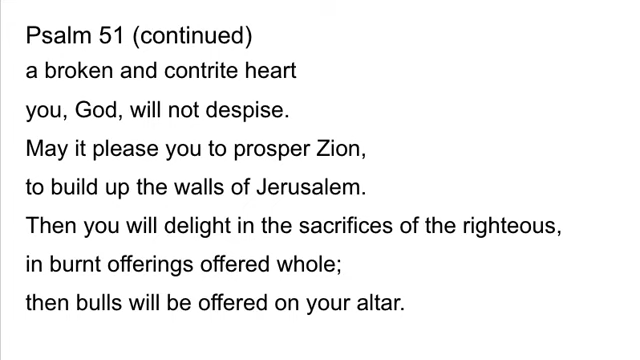 Psalm 51 (continued)
a broken and contrite heart
you, God, will not despise.
May it please you to prosper Zion,
to build up the walls of Jerusalem.
Then you will delight in the sacrifices of the righteous,
in burnt offerings offered whole;
then bulls will be offered on your altar.